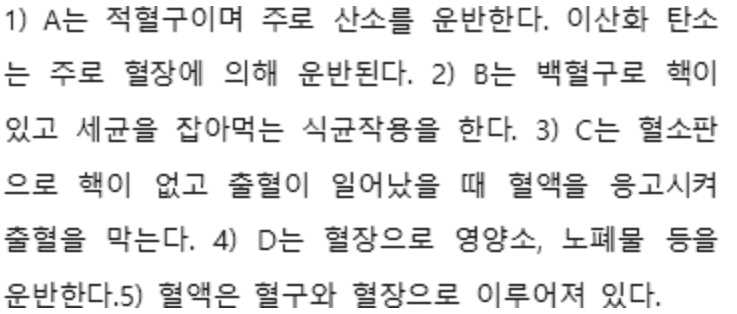 1) A는 적혈구이며 주로 산소를 운반한다. 이산화 탄소
는 주로 혈장에 의해 운반된다. 2) B는 백혈구로 핵이
있고 세균을 잡아먹는 식균작용을 한다. 3) C는 혈소판
으로 핵이 없고 출혈이 일어났을 때 혈액을 응고시켜
출혈을 막는다. 4) D는 혈장으로 영양소, 노폐물 등을
운반한다.5) 혈액은 혈구와 혈장으로 이루어져 있다.